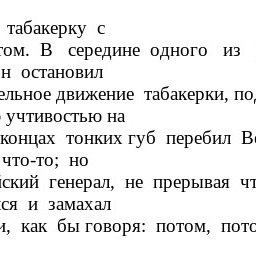 табакерку с
том. В середине одного из
н остановил
ельное движение табакерки, по
учтивостью на
концах тонких губ перебил В
что-то; но
ский генерал, не прерывая чт
ся и замахал
и, как бы говоря: потом, пото